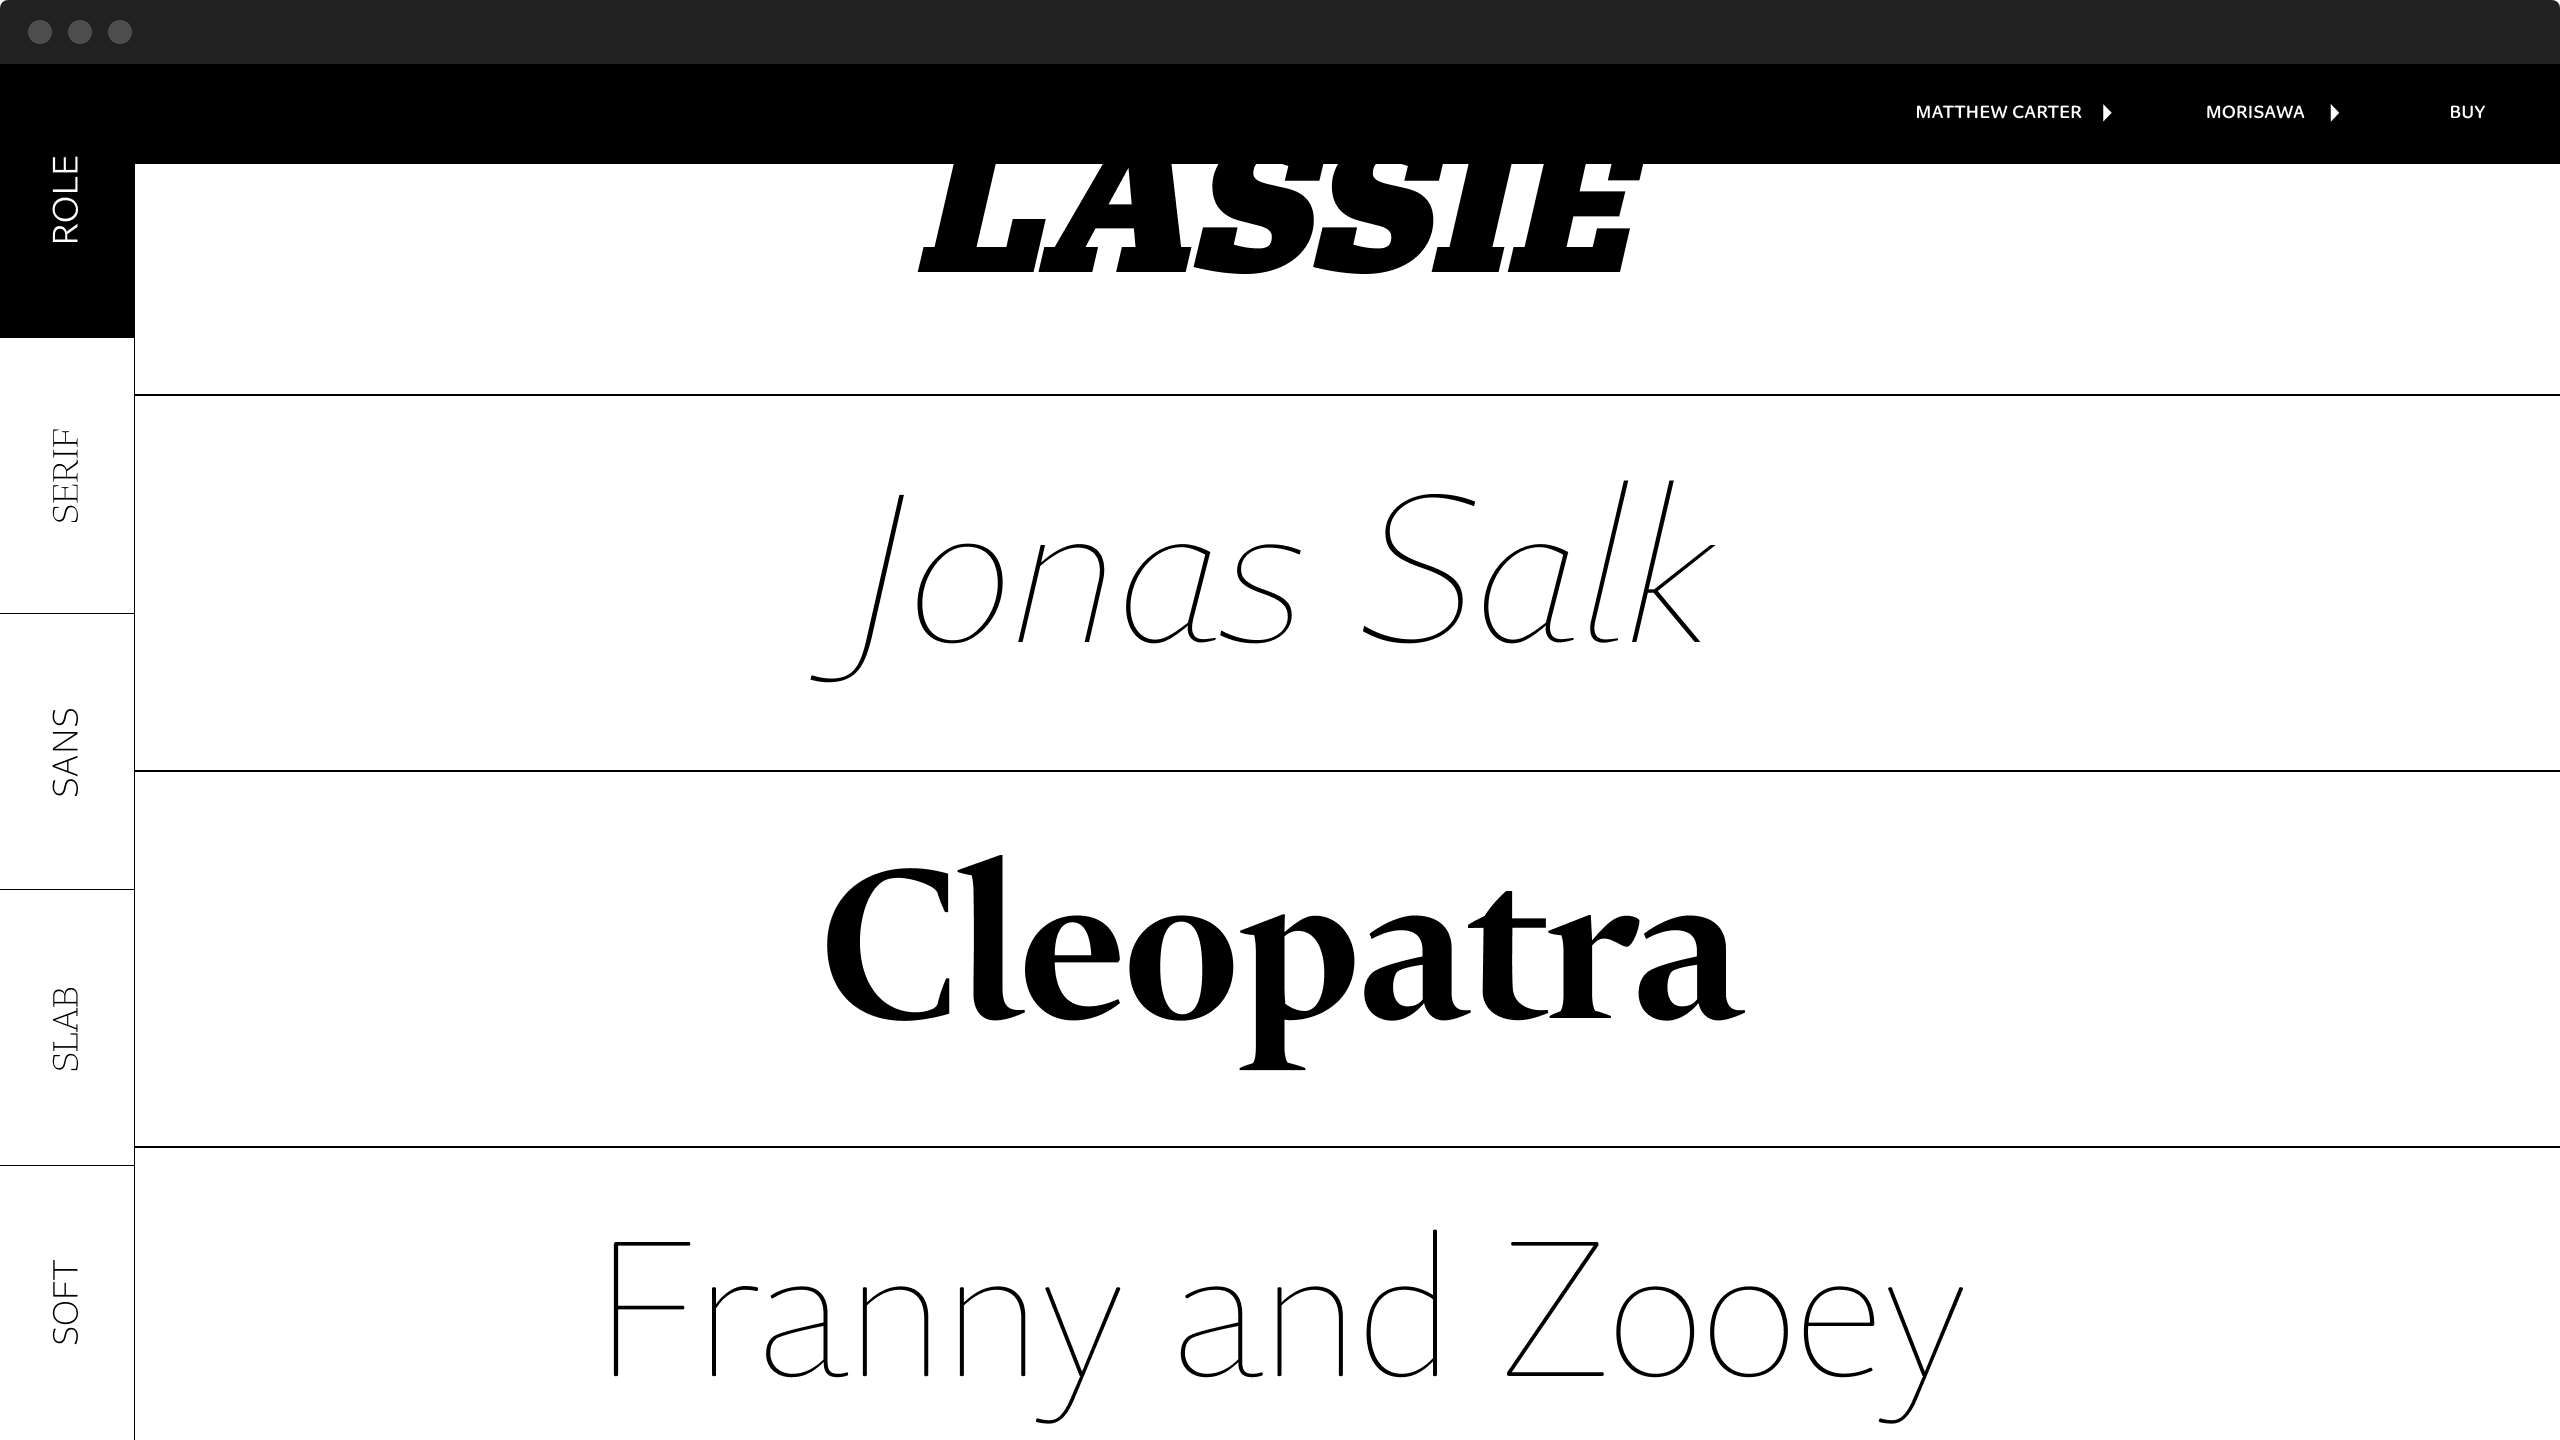 MATTHEW CARTER
MORISAWA
BUY
ROLE
SERIF
SANS
SLAB
SOFT
LASSIE
Jonas Salk
Cleopatra
Franny and Zooey